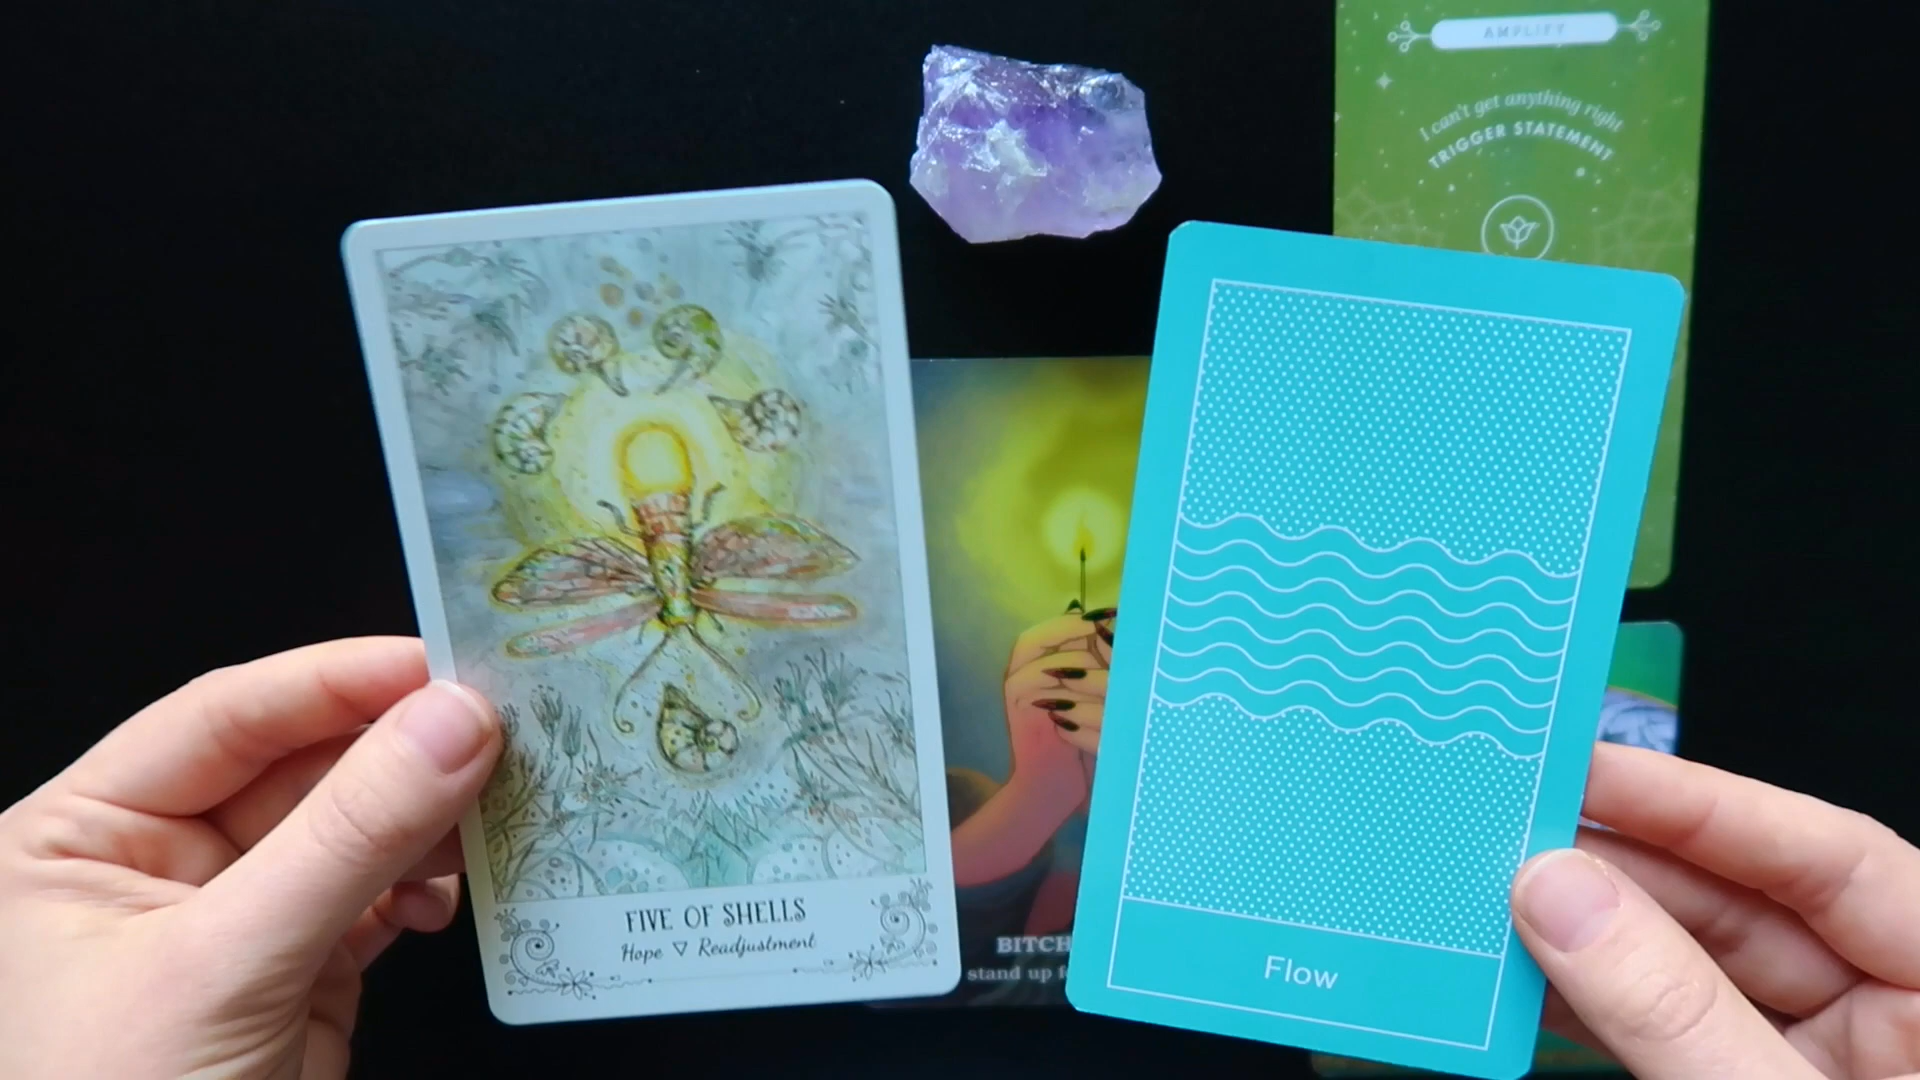 AMPLIFY
I can't get anything right
TRIGGER STATEMENT
FIVE OF SHELLS
Hope ▽ Readjustment
BITCH
stand up f
Flow